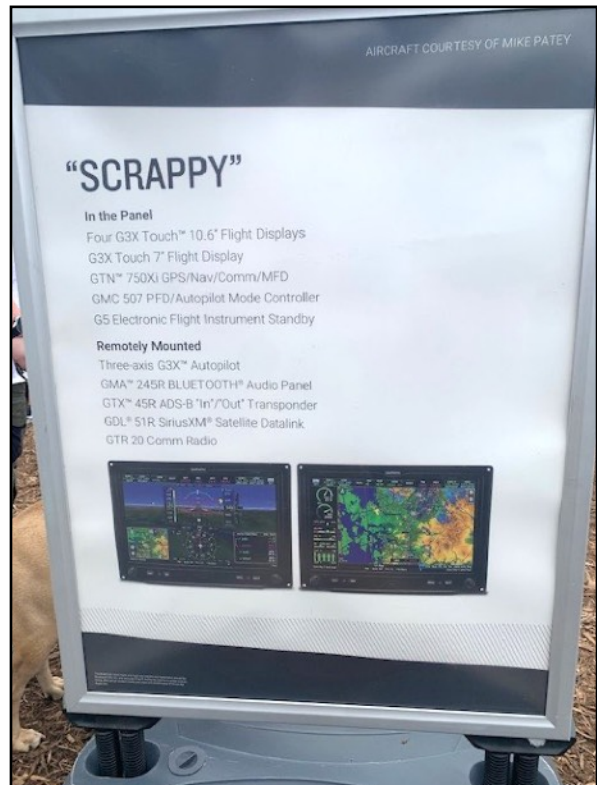 AIRCRAFT COURTESY OF MIKE PATEY
“SCRAPPY”
In the Panel
Four G3X Touch™ 10.6” Flight Displays
G3X Touch 7” Flight Display
GTN™ 750Xi GPS/Nav/Comm/MFD
GMC 507 PFD/Autopilot Mode Controller
G5 Electronic Flight Instrument Standby
Remotely Mounted
Three-axis G3X™ Autopilot
GMA™ 245R BLUETOOTH® Audio Panel
GTX™ 45R ADS-B "In"/"Out" Transponder
GDL® 51R SiriusXM® Satellite Datalink
GTR 20 Comm Radio